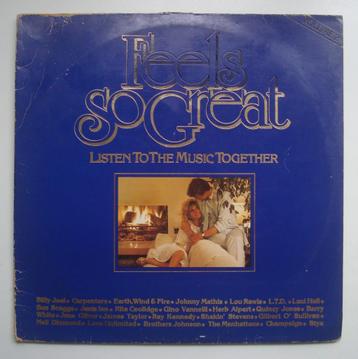 Feels
So Great
LISTEN TO THE MUSIC TOGETHER
Billy Joel★Carpenters★Earth, Wind & Fire★Johnny Mathis★Lou Rawls★L.T.D.★Lani Hall★
Boz Scaggs★Janis Ian★Rita Coolidge★Gino Vannelli★Herb Alpert★Quincy Jones★Barry
White★Jane Oliver★James Taylor★Ray Kennedy★Shakin' Stevens★Gilbert O' Sullivan★
Neil Diamond★Love Unlimited★Brothers Johnson★The Manhattans★Champaign★Styx